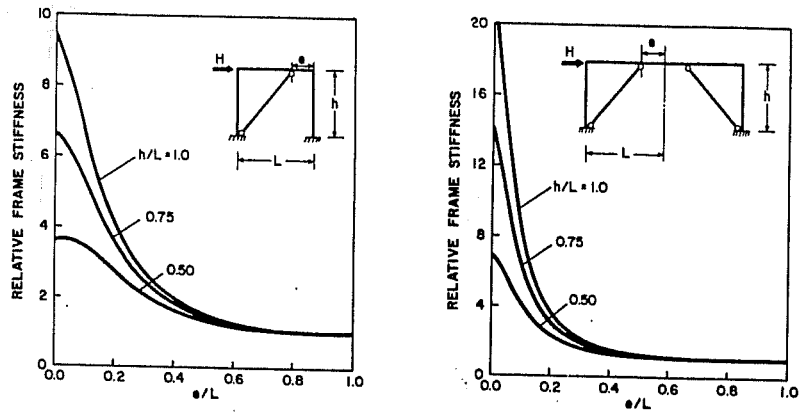 RELATIVE FRAME STIFFNESS
10
8
6
4
2
0
0.0
0.2
0.4
0.6
0.8
1.0
e/L
h/L = 1.0
0.75
0.50
H
e
h
L
RELATIVE FRAME STIFFNESS
20
16
12
8
4
0
0.0
0.2
0.4
0.6
0.8
1.0
e/L
h/L = 1.0
0.75
0.50
H
e
h
L